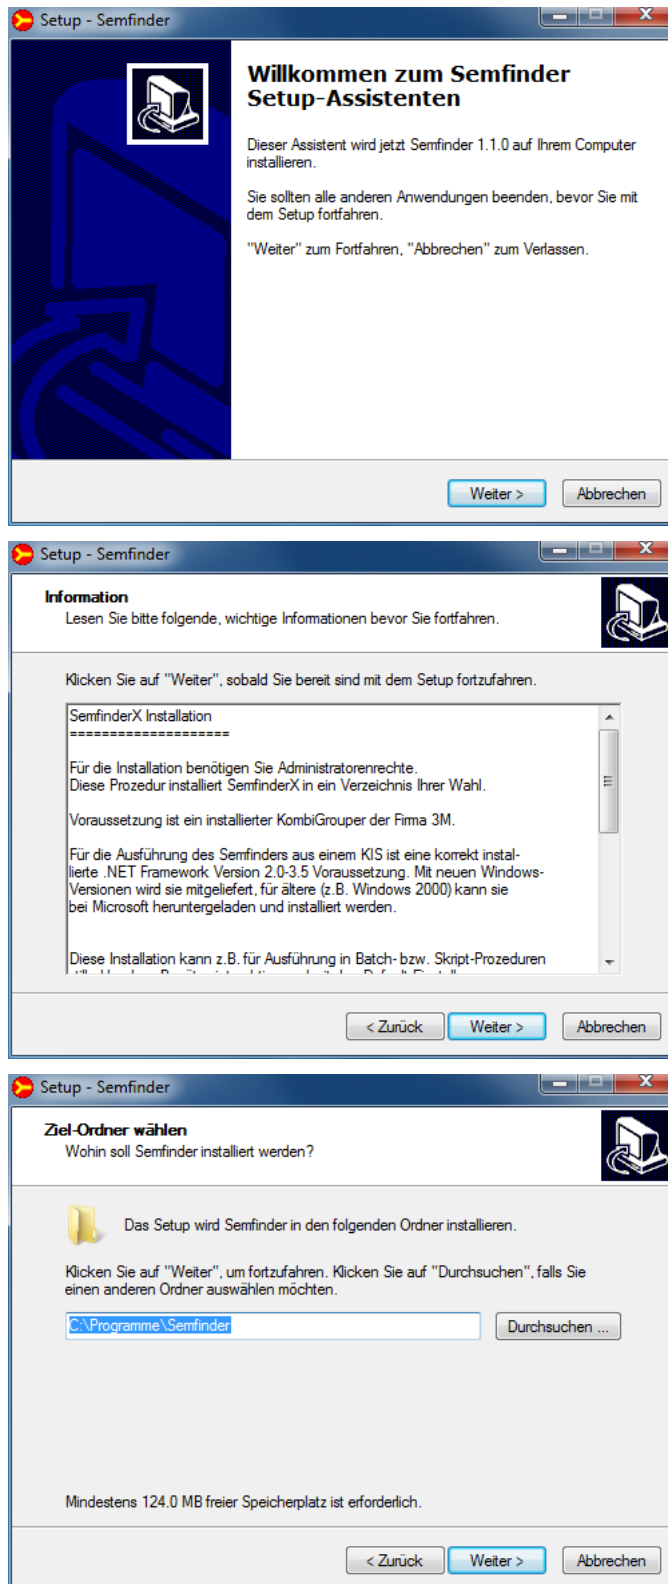 Setup - Semfinder
Willkommen zum Semfinder
Setup-Assistenten
Dieser Assistent wird jetzt Semfinder 1.1.0 auf Ihrem Computer
installieren.
Sie sollten alle anderen Anwendungen beenden, bevor Sie mit
dem Setup fortfahren.
"Weiter" zum Fortfahren, "Abbrechen" zum Verlassen.
Weiter >
Abbrechen
Setup - Semfinder
Information
Lesen Sie bitte folgende, wichtige Informationen bevor Sie fortfahren.
Klicken Sie auf "Weiter", sobald Sie bereit sind mit dem Setup fortzufahren.
SemfinderX Installation
====================
Für die Installation benötigen Sie Administratorenrechte.
Diese Prozedur installiert SemfinderX in ein Verzeichnis Ihrer Wahl.
Voraussetzung ist ein installierter KombiGrouper der Firma 3M.
Für die Ausführung des Semfinders aus einem KIS ist eine korrekt instal-
lierte .NET Framework Version 2.0-3.5 Voraussetzung. Mit neuen Windows-
Versionen wird sie mitgeliefert, für ältere (z.B. Windows 2000) kann sie
bei Microsoft heruntergeladen und installiert werden.
Diese Installation kann z.B. für Ausführung in Batch- bzw. Skript-Prozeduren
< Zurück
Weiter >
Abbrechen
Setup - Semfinder
Ziel-Ordner wählen
Wohin soll Semfinder installiert werden?
Das Setup wird Semfinder in den folgenden Ordner installieren.
Klicken Sie auf "Weiter", um fortzufahren. Klicken Sie auf "Durchsuchen", falls Sie
einen anderen Ordner auswählen möchten.
C:\Programme\Semfinder
Durchsuchen ...
Mindestens 124.0 MB freier Speicherplatz ist erforderlich.
< Zurück
Weiter >
Abbrechen